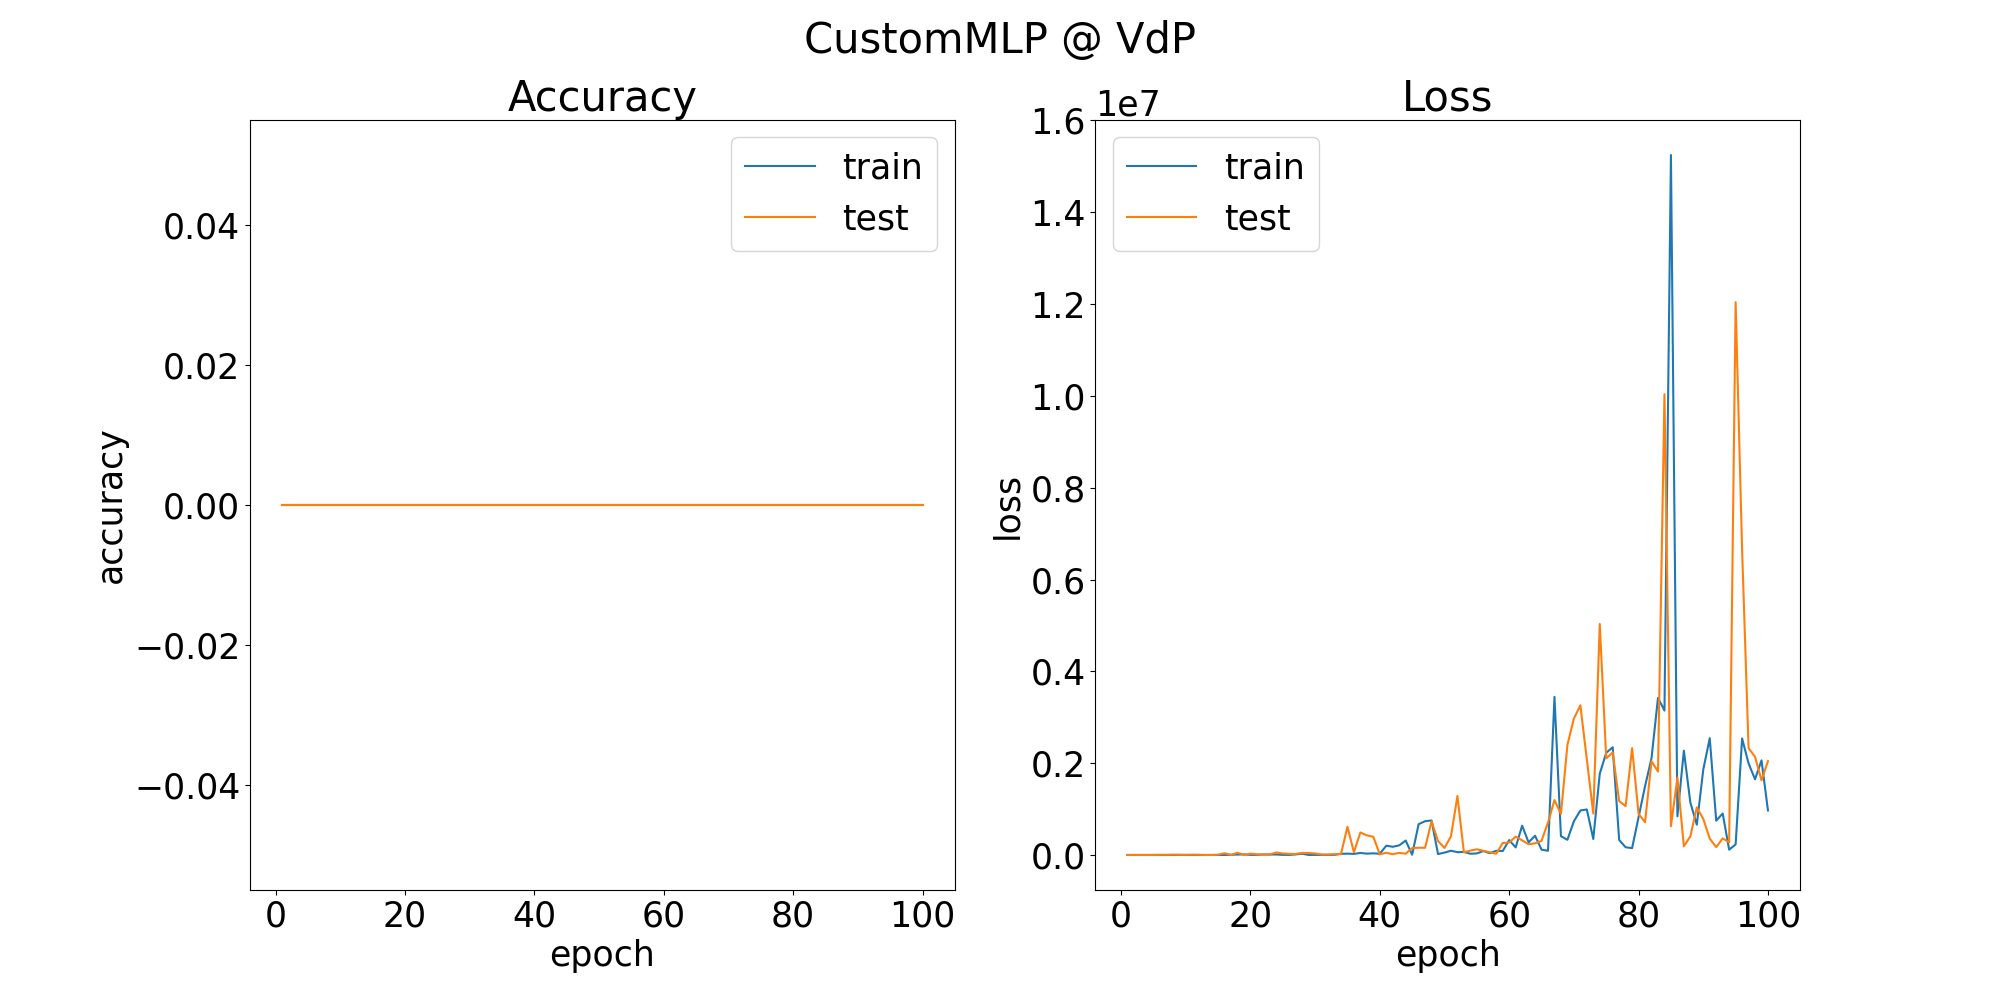 CustomMLP @ VdP
Accuracy
train
test
0.04
0.02
0.00
−0.02
−0.04
accuracy
0 20 40 60 80 100
epoch
Loss
1e7
train
test
1.6
1.4
1.2
1.0
0.8
0.6
0.4
0.2
0.0
loss
0 20 40 60 80 100
epoch